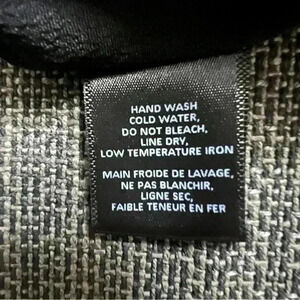 HAND WASH
COLD WATER,
DO NOT BLEACH,
LINE DRY,
LOW TEMPERATURE IRON
MAIN FROIDE DE LAVAGE,
NE PAS BLANCHIR,
LIGNE SEC,
FAIBLE TENEUR EN FER